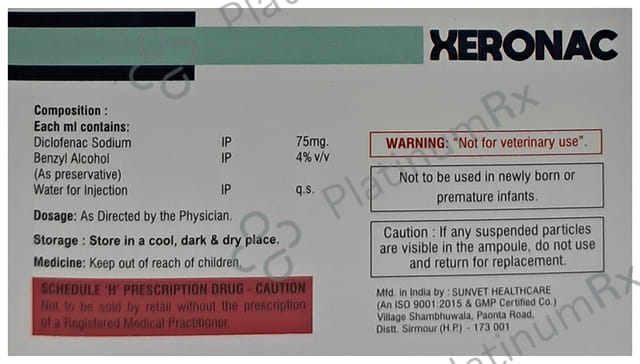 XERONAC
Composition :
Each ml contains:
Diclofenac Sodium IP 75mg.
Benzyl Alcohol IP 4% v/v
(As preservative)
Water for Injection IP q.s.
Dosage: As Directed by the Physician.
Storage : Store in a cool, dark & dry place.
Medicine: Keep out of reach of children.
SCHEDULE 'H' PRESCRIPTION DRUG - CAUTION
Not to be sold by retail without the prescription
of a Registered Medical Practitioner.
WARNING: “Not for veterinary use”.
Not to be used in newly born or
premature infants.
Caution : If any suspended particles
are visible in the ampoule, do not use
and return for replacement.
Mfd. in India by : SUNVET HEALTHCARE
(An ISO 9001:2015 & GMP Certified Co.)
Village Shambhuwala, Paonta Road,
Distt. Sirmour (H.P.) - 173 001
PlatinumRx
PlatinumRx